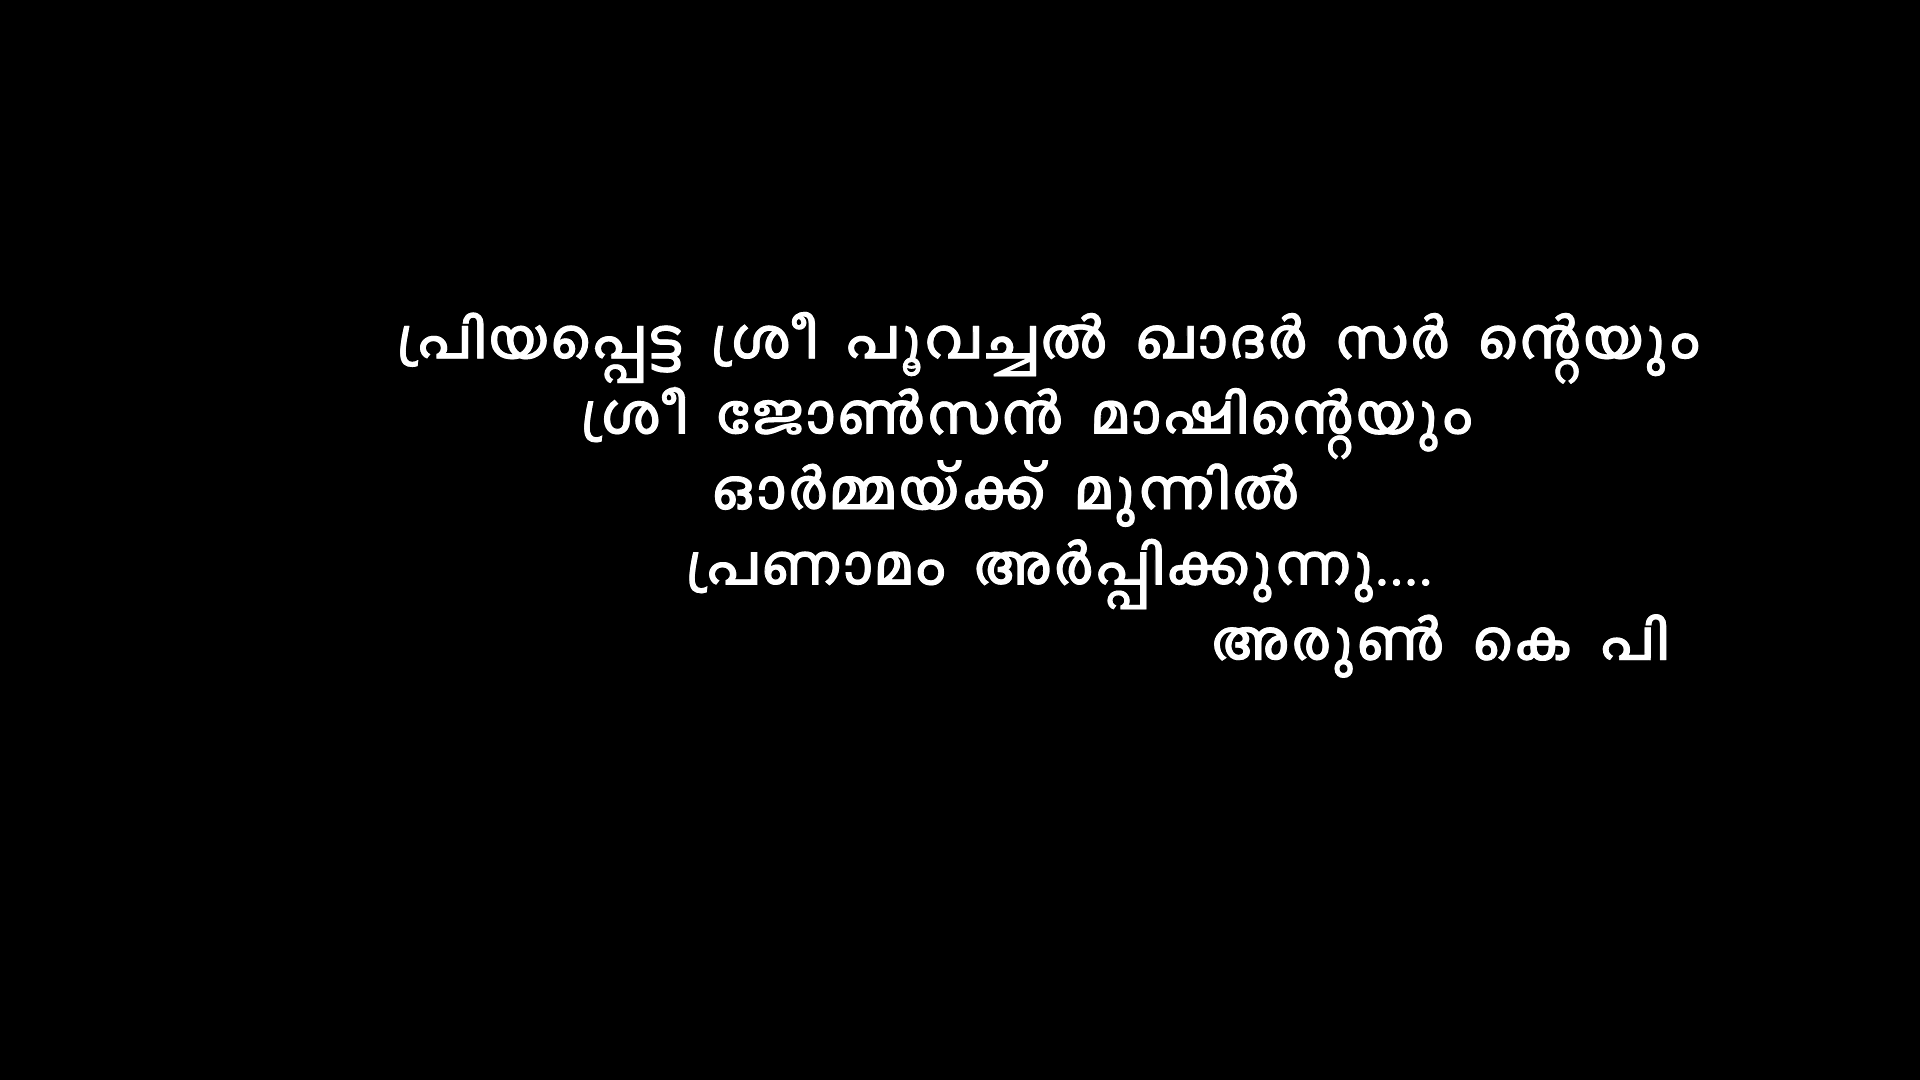 പ്രിയപ്പെട്ട ശ്രീ പൂവച്ചൽ ഖാദർ സർ ന്റെയും
ശ്രീ ജോൺസൻ മാഷിന്റെയും
ഓർമ്മയ്ക്ക് മുന്നിൽ
പ്രണാമം അർപ്പിക്കുന്നു....
അരുൺ കെ പി